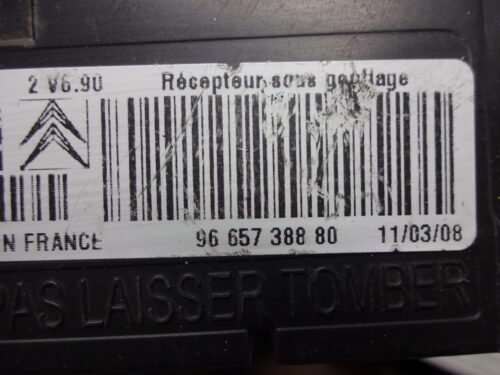 2 V6.90 Récepteur sous gonflage
N FRANCE 96 657 388 80 11/03/08
PAS LAISSER TOMBER